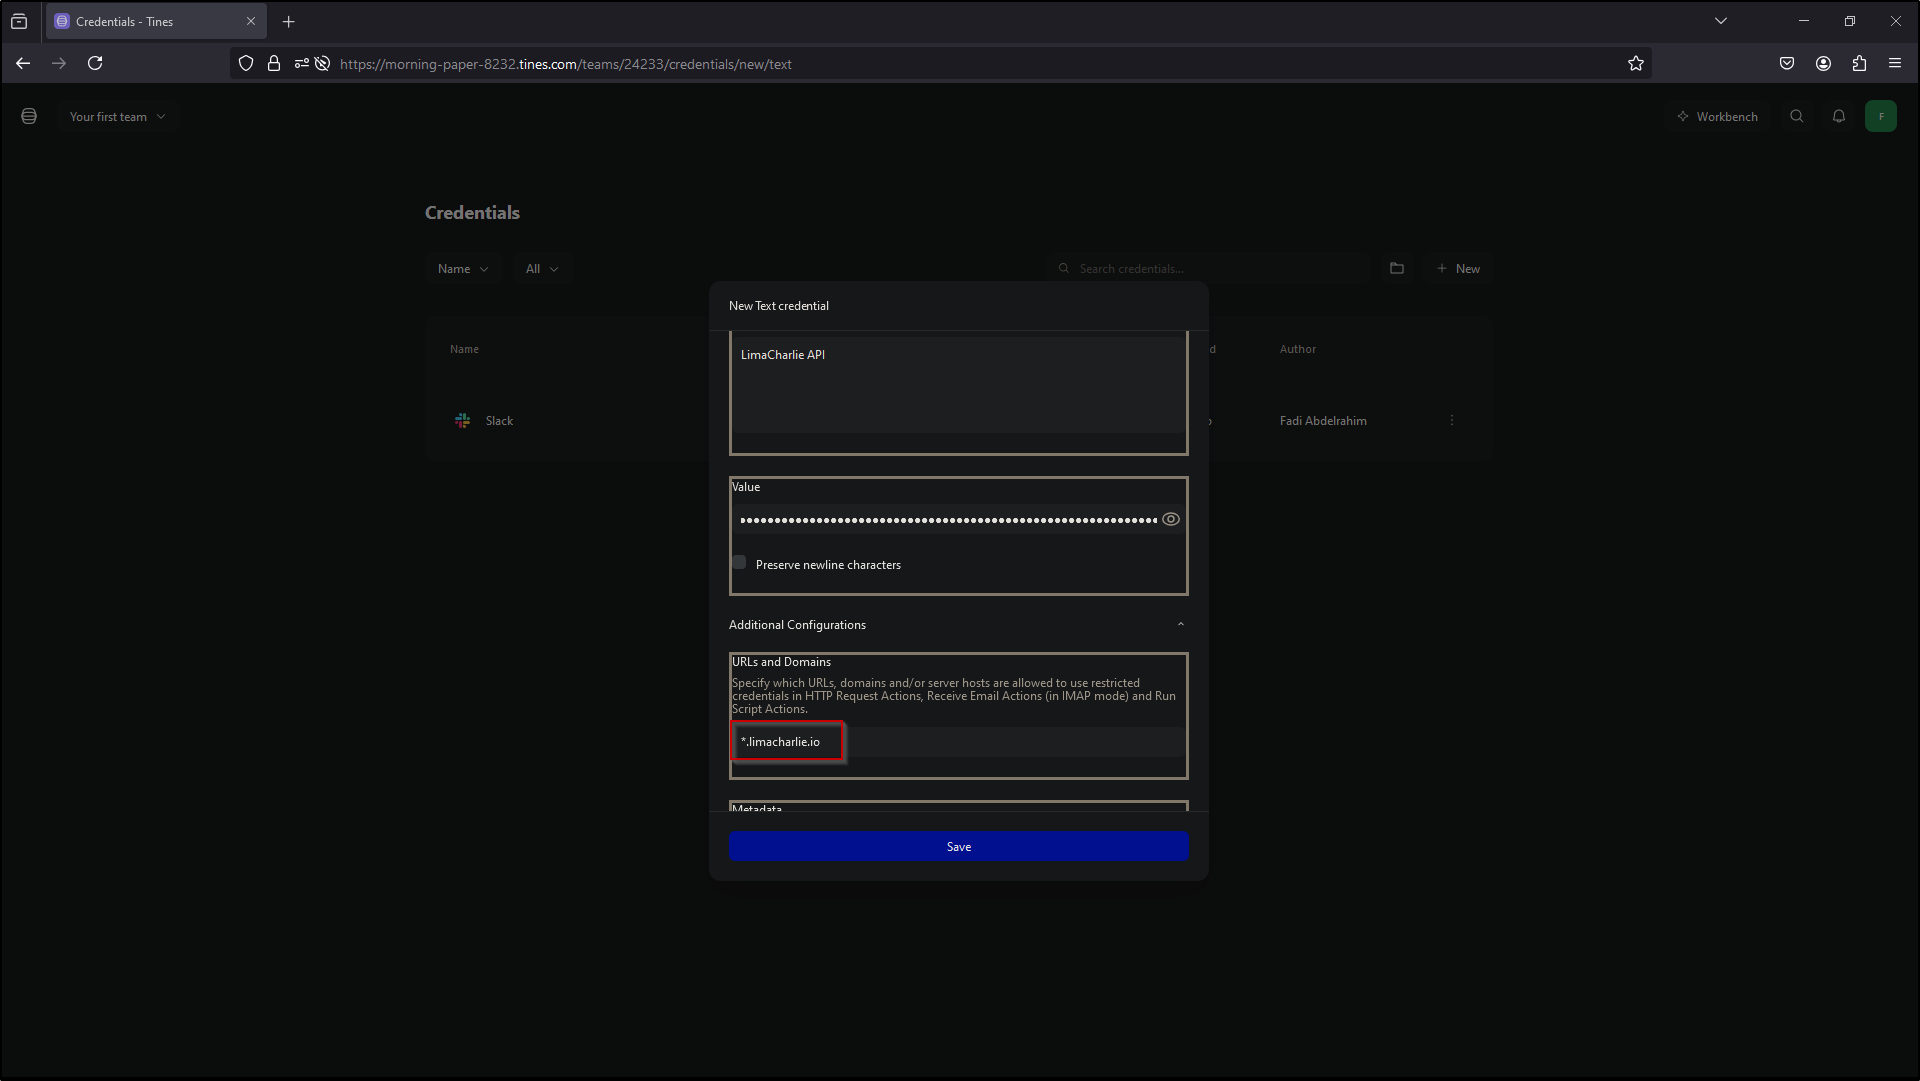 Credentials - Tines
https://morning-paper-8232.tines.com/teams/24233/credentials/new/text
Your first team
Workbench
F
Credentials
Name
All
Search credentials...
New
New Text credential
Name
d
Author
LimaCharlie API
Slack
Fadi Abdelrahim
Value
Preserve newline characters
Additional Configurations
URLs and Domains
Specify which URLs, domains and/or server hosts are allowed to use restricted
credentials in HTTP Request Actions, Receive Email Actions (in IMAP mode) and Run
Script Actions.
*.limacharlie.io
Metadata
Save